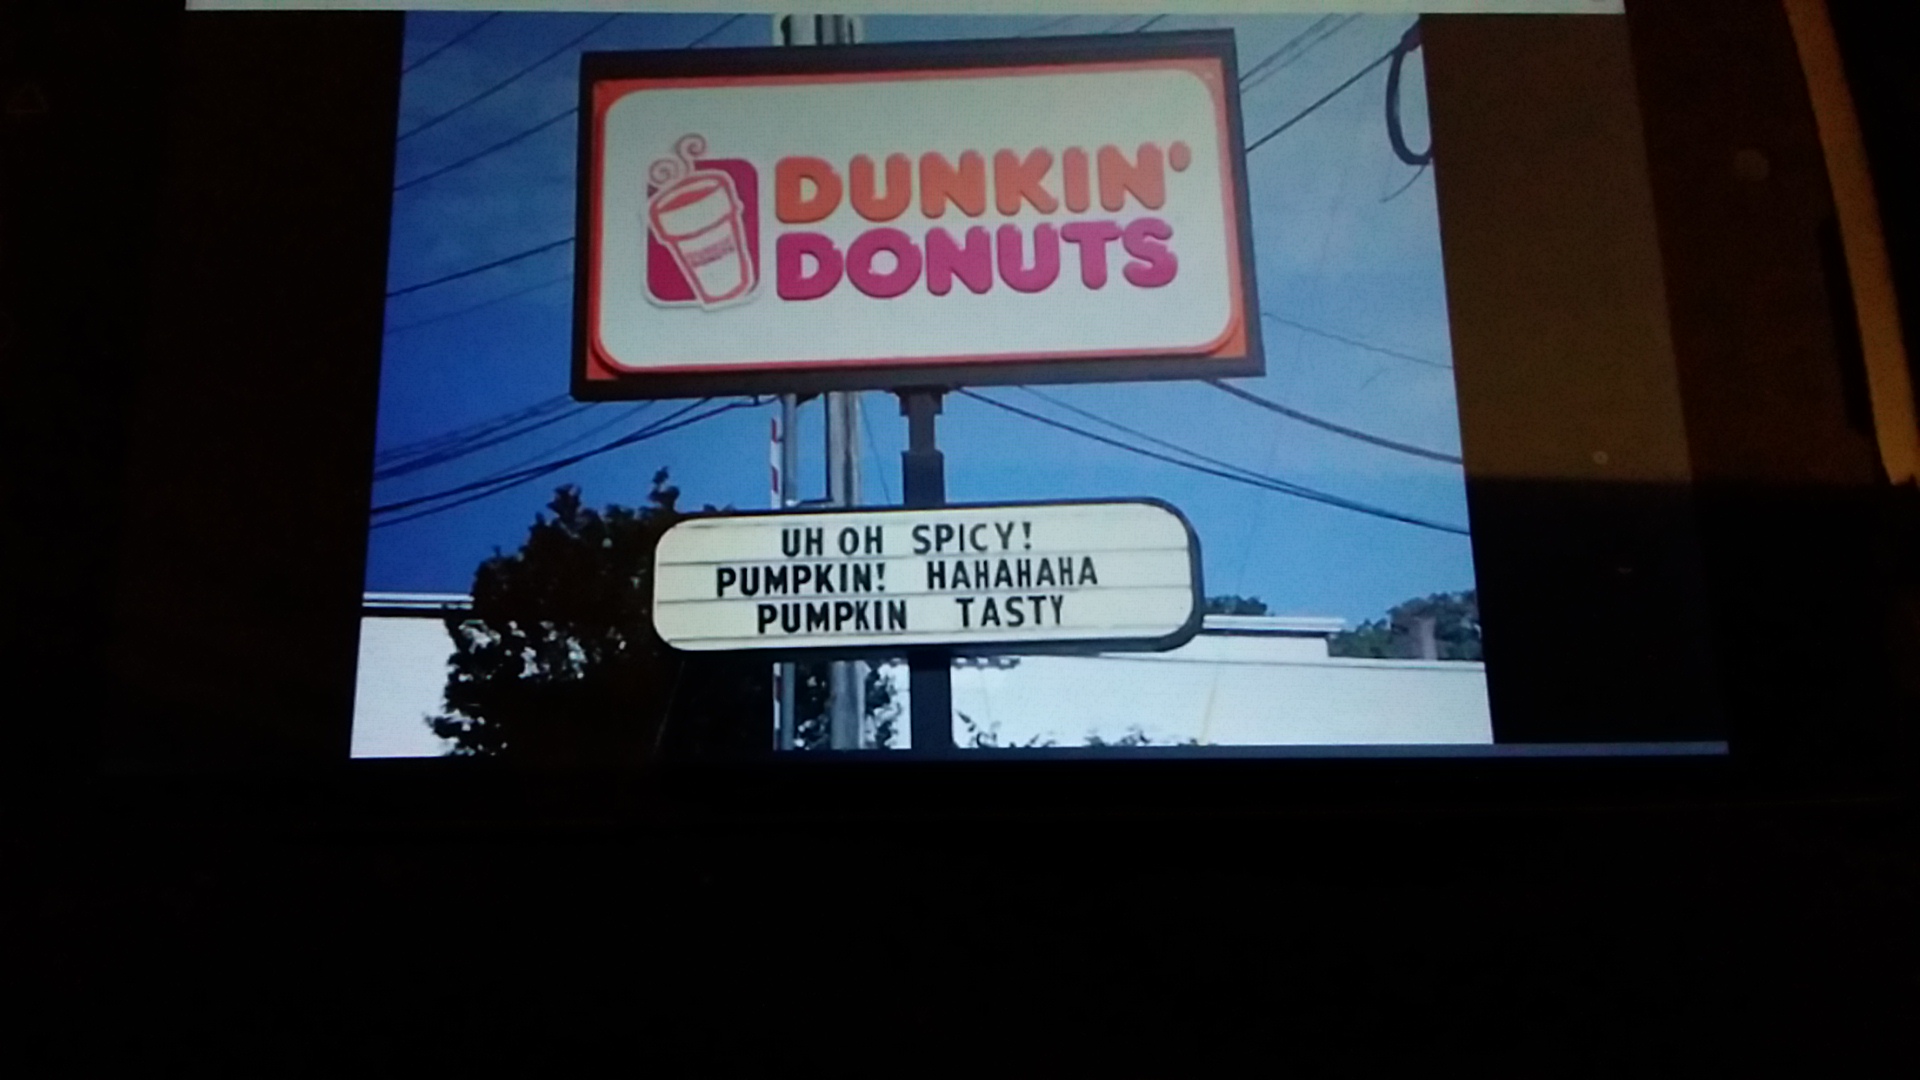 DUNKIN'
DONUTS
UH OH SPICY!
PUMPKIN! HAHAHAHA
PUMPKIN TASTY